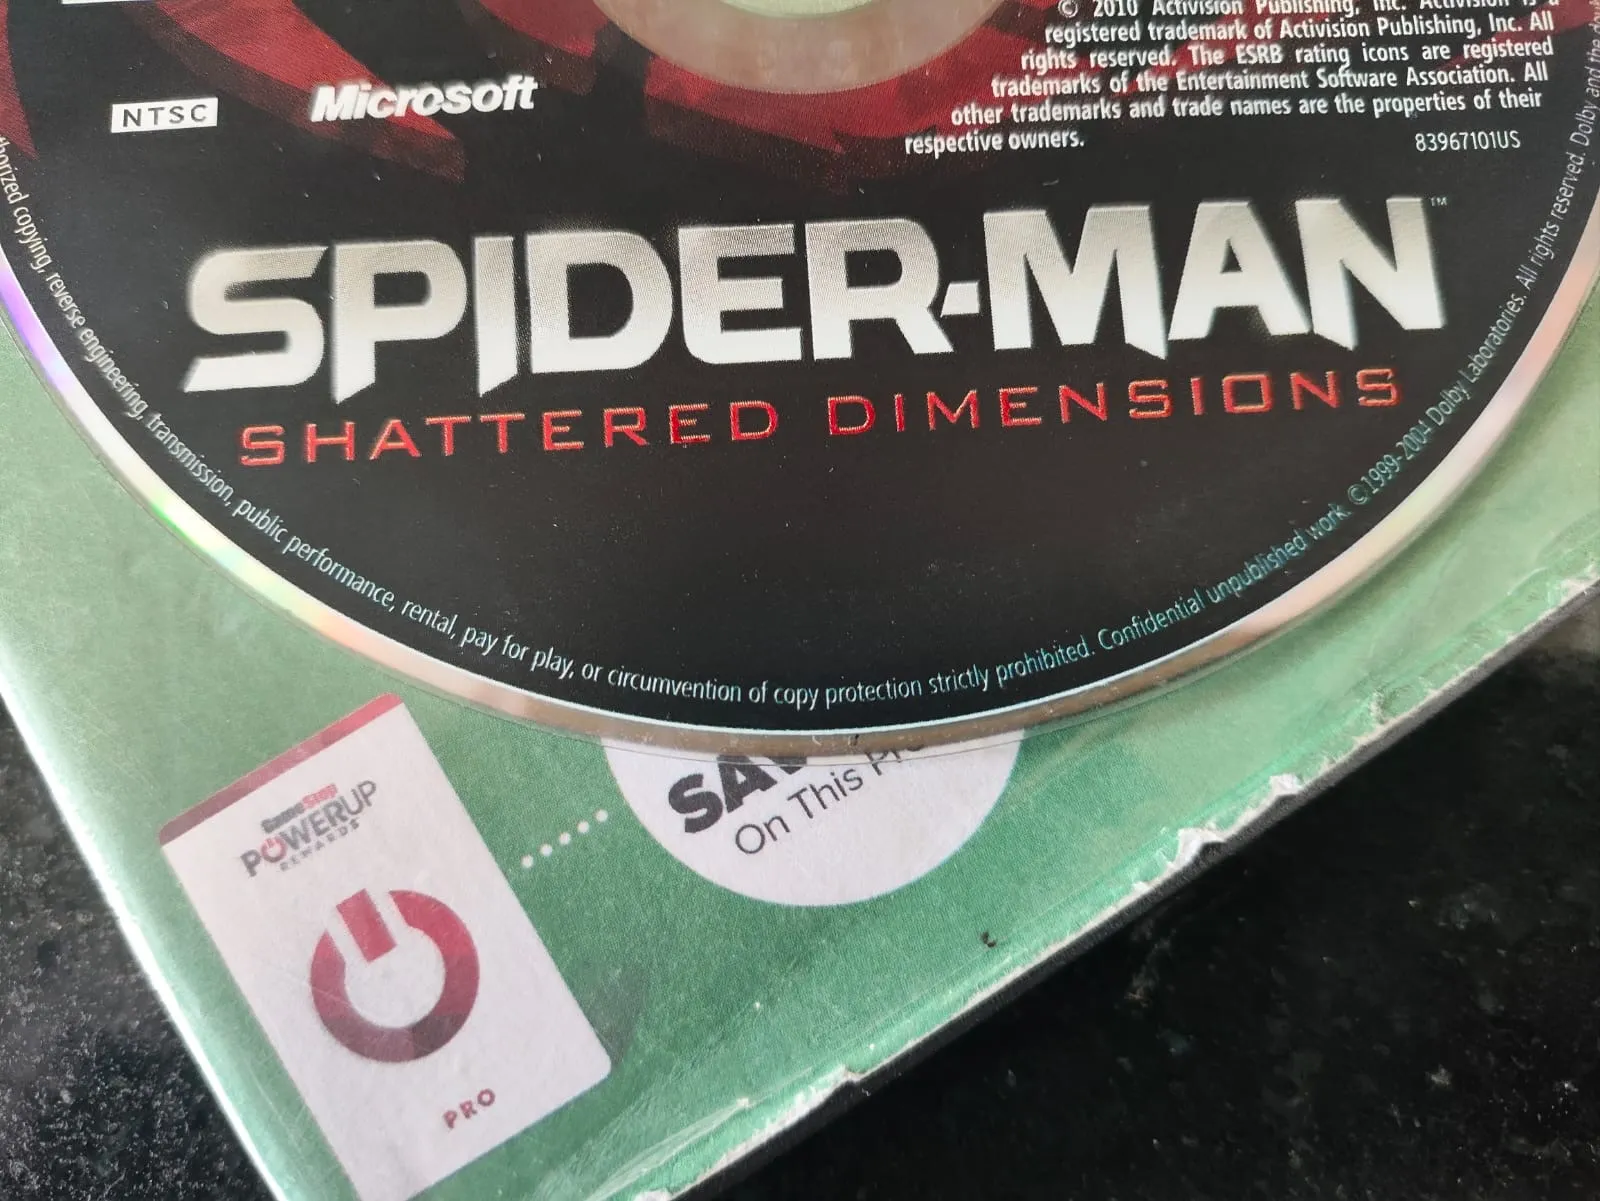 © 2010 Activision Publishing, Inc. Activision is a
registered trademark of Activision Publishing, Inc. All
rights reserved. The ESRB rating icons are registered
trademarks of the Entertainment Software Association. All
other trademarks and trade names are the properties of their
respective owners.
83967101US
NTSC
Microsoft
SPIDER-MAN™
SHATTERED DIMENSIONS
copying, reverse engineering, transmission, public performance, rental, pay for play, or circumvention of copy protection strictly prohibited. Confidential unpublished work. ©1999-2004 Dolby Laboratories. All rights reserved. Dolby and the
GameStop
POWERUP
REWARDS
PRO
On This